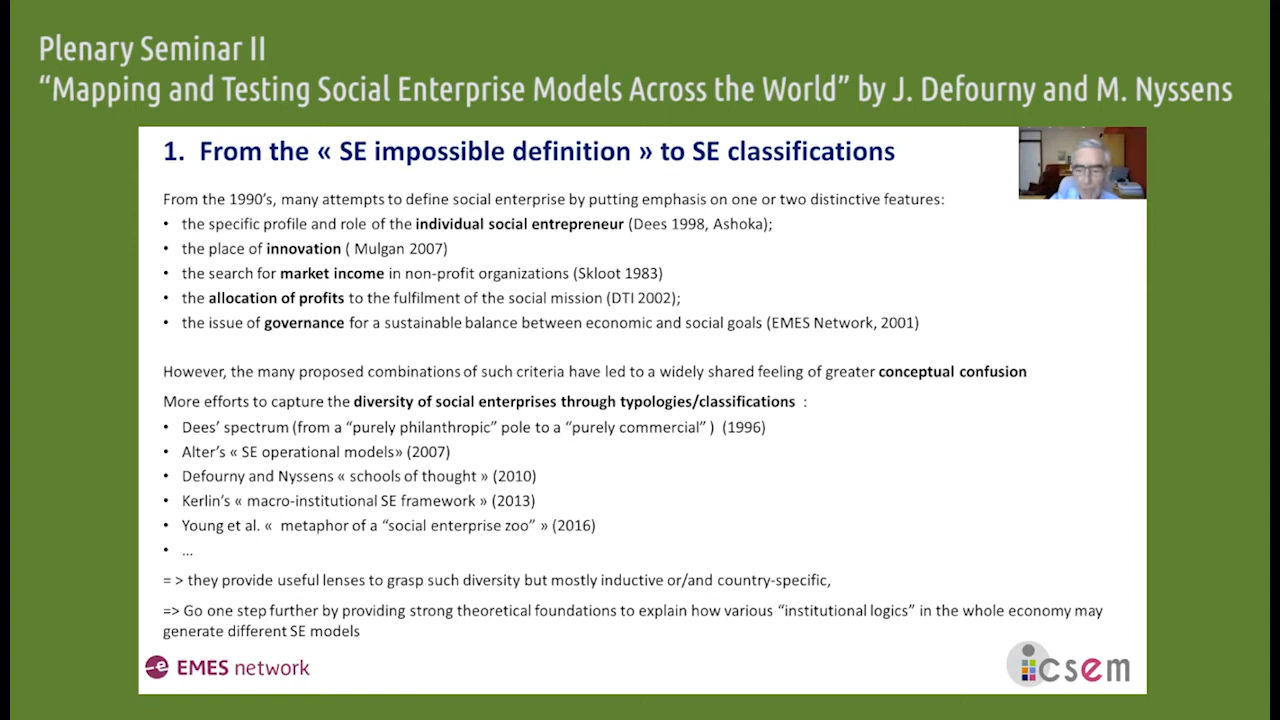 Plenary Seminar II
“Mapping and Testing Social Enterprise Models Across the World” by J. Defourny and M. Nyssens
1. From the « SE impossible definition » to SE classifications
From the 1990’s, many attempts to define social enterprise by putting emphasis on one or two distinctive features:
• the specific profile and role of the individual social entrepreneur (Dees 1998, Ashoka);
• the place of innovation ( Mulgan 2007)
• the search for market income in non-profit organizations (Skloot 1983)
• the allocation of profits to the fulfilment of the social mission (DTI 2002);
• the issue of governance for a sustainable balance between economic and social goals (EMES Network, 2001)
However, the many proposed combinations of such criteria have led to a widely shared feeling of greater conceptual confusion
More efforts to capture the diversity of social enterprises through typologies/classifications :
• Dees’ spectrum (from a “purely philanthropic” pole to a “purely commercial” ) (1996)
• Alter’s « SE operational models» (2007)
• Defourny and Nyssens « schools of thought » (2010)
• Kerlin’s « macro-institutional SE framework » (2013)
• Young et al. « metaphor of a “social enterprise zoo” » (2016)
• ...
= > they provide useful lenses to grasp such diversity but mostly inductive or/and country-specific,
=> Go one step further by providing strong theoretical foundations to explain how various “institutional logics” in the whole economy may
generate different SE models
EMES network
icsem